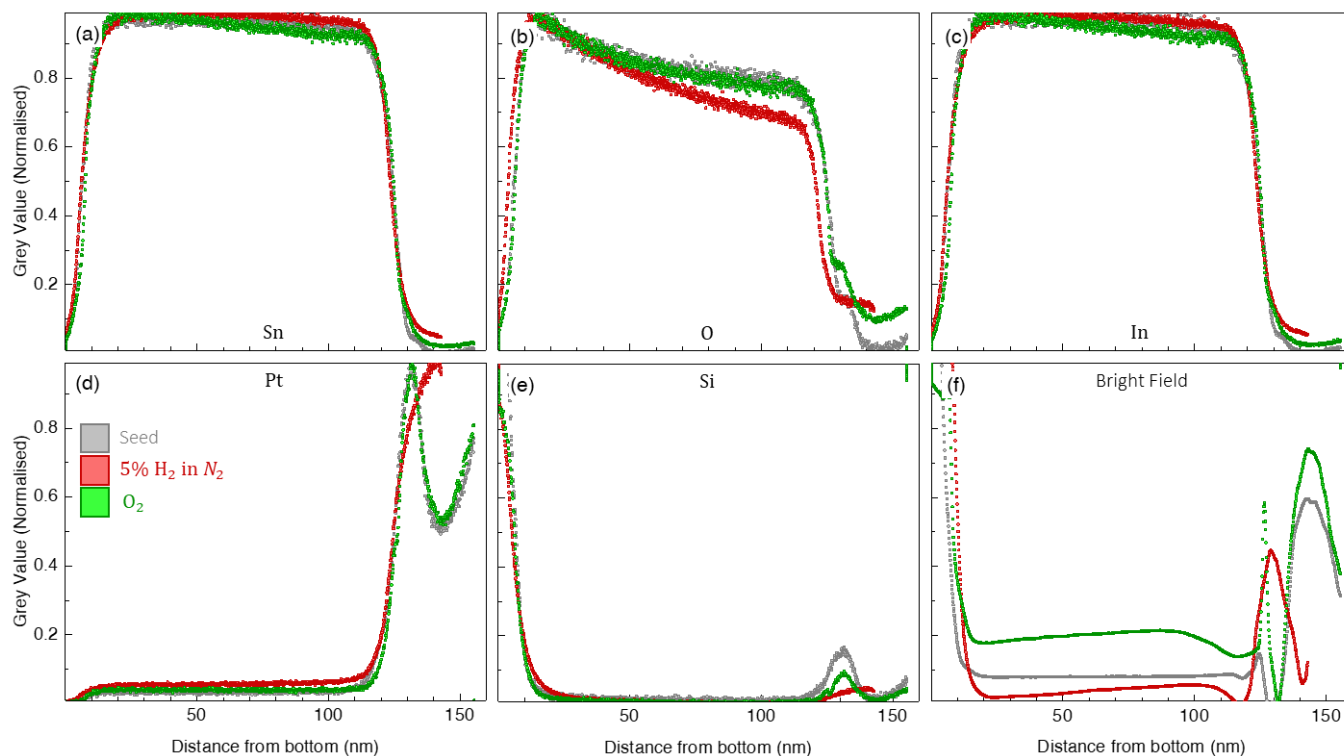 (a)
(b)
(c)
0.8
0.6
0.4
0.2
Grey Value (Normalised)
Sn
O
In
(d)
Pt
(e)
Si
(f)
Bright Field
0.8
0.6
0.4
0.2
Grey Value (Normalised)
Seed
5% H₂ in N₂
O₂
50 100 150
50 100 150
50 100 150
Distance from bottom (nm)
Distance from bottom (nm)
Distance from bottom (nm)